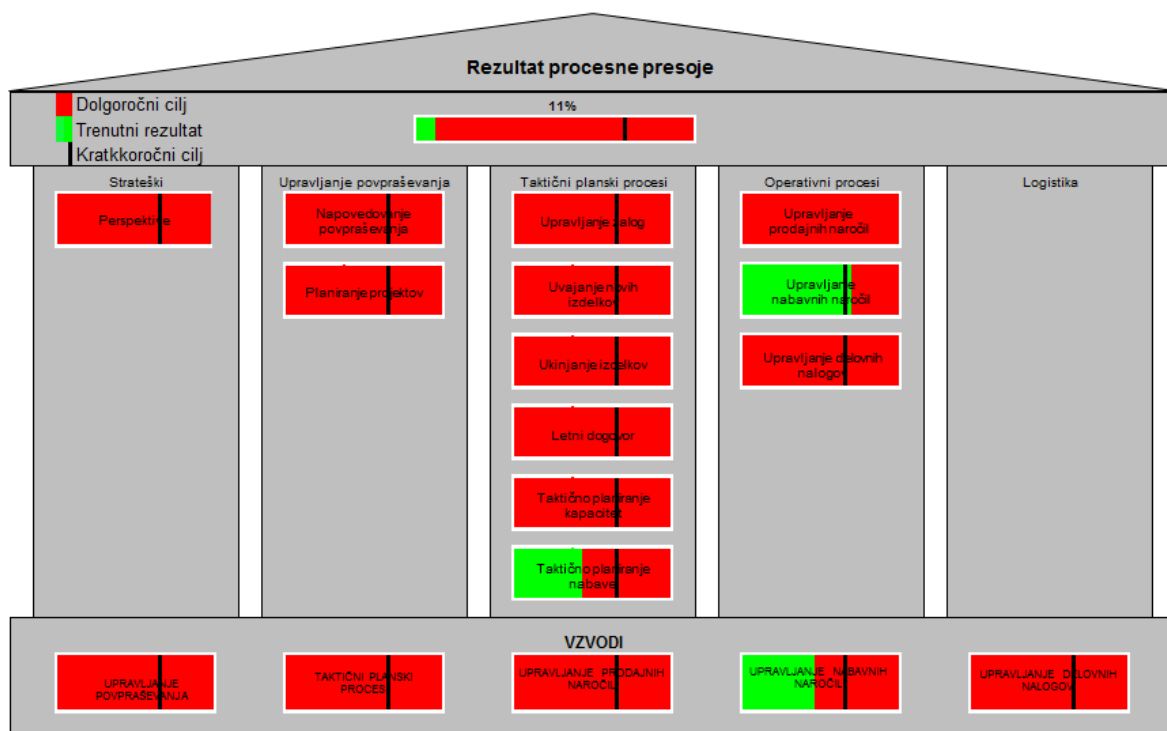 Rezultat procesne presoje
Dolgoročni cilj
Trenutni rezultat
Kratkkoročni cilj
11%
Strateški
Perspektive
Upravljanje povpraševanja
Napovedovanje
povpraševanja
Planiranje projektov
Taktični planski procesi
Upravljanje zalog
Uvajanje novih
izdelkov
Ukinjanje izdelkov
Letni dogovor
Taktično planiranje
kapacitet
Taktično planiranje
nabave
Operativni procesi
Upravljanje
prodajnih naročil
Upravljanje
nabavnih naročil
Upravljanje delovnih
nalogov
Logistika
VZVODI
UPRAVLJANJE
POVPRAŠEVANJA
TAKTIČNI PLANSKI
PROCESI
UPRAVLJANJE PRODAJNIH
NAROČIL
UPRAVLJANJE NABAVNIH
NAROČIL
UPRAVLJANJE DELOVNIH
NALOGOV